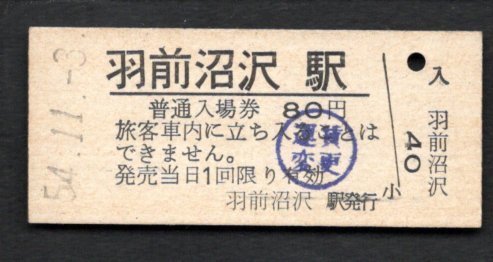 54.11.-3
羽前沼沢 駅
普通入場券 80円
旅客車内に立ち入ることは
できません。
発売当日1回限り有効
羽前沼沢 駅発行
運賃
変更
小
入
羽前沼沢
40